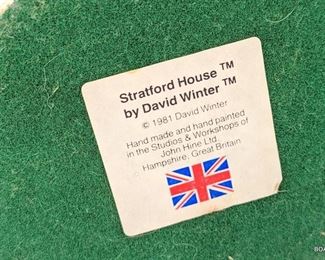 Stratford House ™
by David Winter ™
© 1981 David Winter
Hand made and hand painted
in the Studios & Workshops of
John Hine Ltd.
Hampshire, Great Britain
BOA